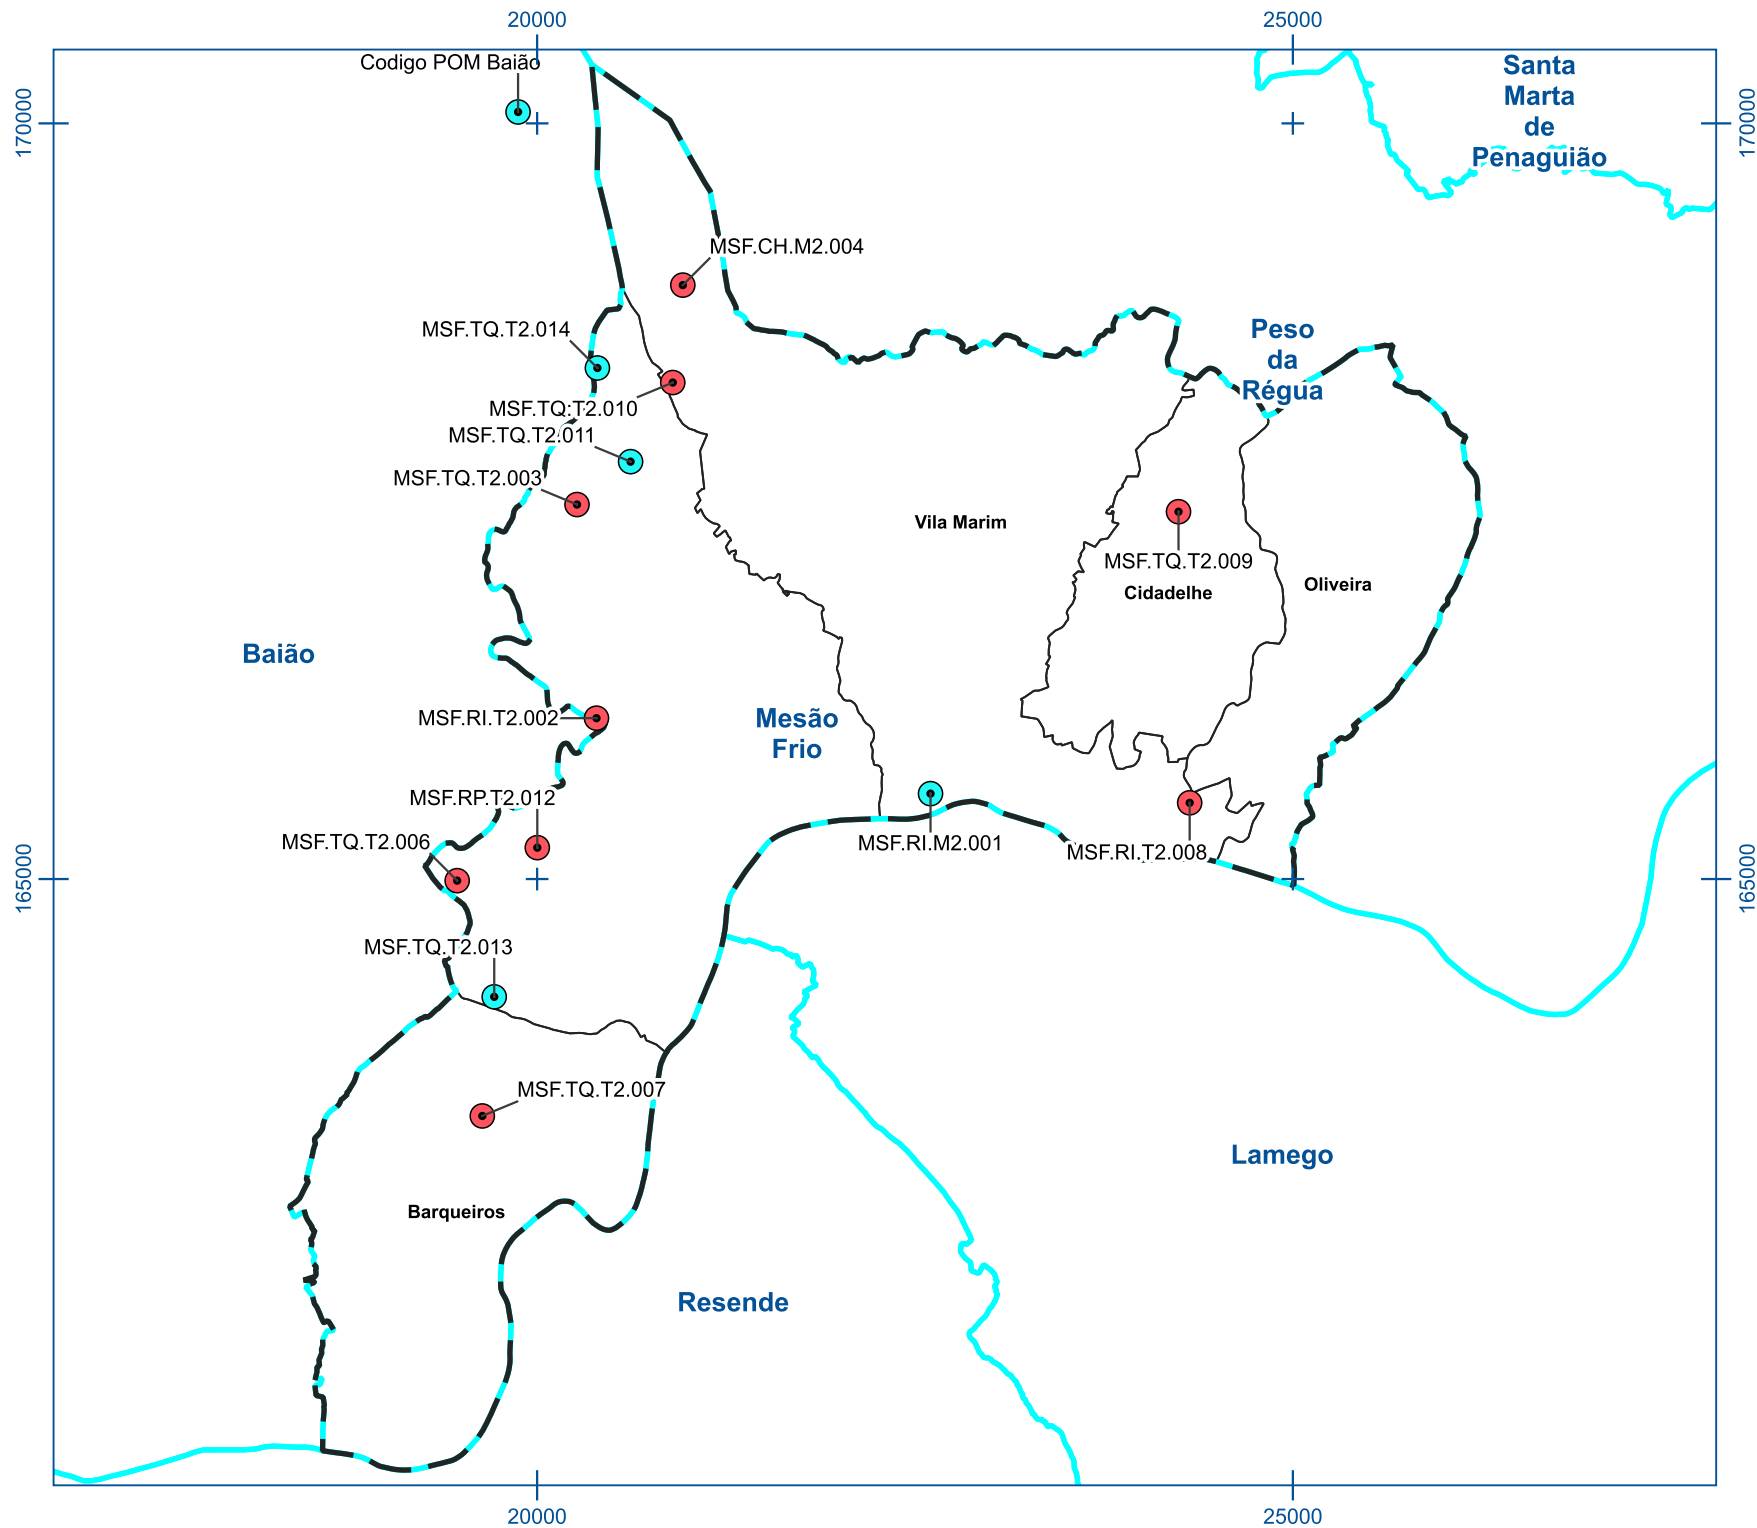 20000
25000
Codigo POM Baião
Santa
Marta
de
Penaguião
170000
170000
MSF.CH.M2.004
MSF.TQ.T2.014
Peso
da
Régua
MSF.TQ.T2.010
MSF.TQ.T2.011
MSF.TQ.T2.003
Vila Marim
MSF.TQ.T2.009
Cidadelhe
Oliveira
Baião
MSF.RI.T2.002
Mesão
Frio
MSF.RP.T2.012
MSF.TQ.T2.006
MSF.RI.M2.001
MSF.RI.T2.008
165000
165000
MSF.TQ.T2.013
MSF.TQ.T2.007
Lamego
Barqueiros
Resende
20000
25000